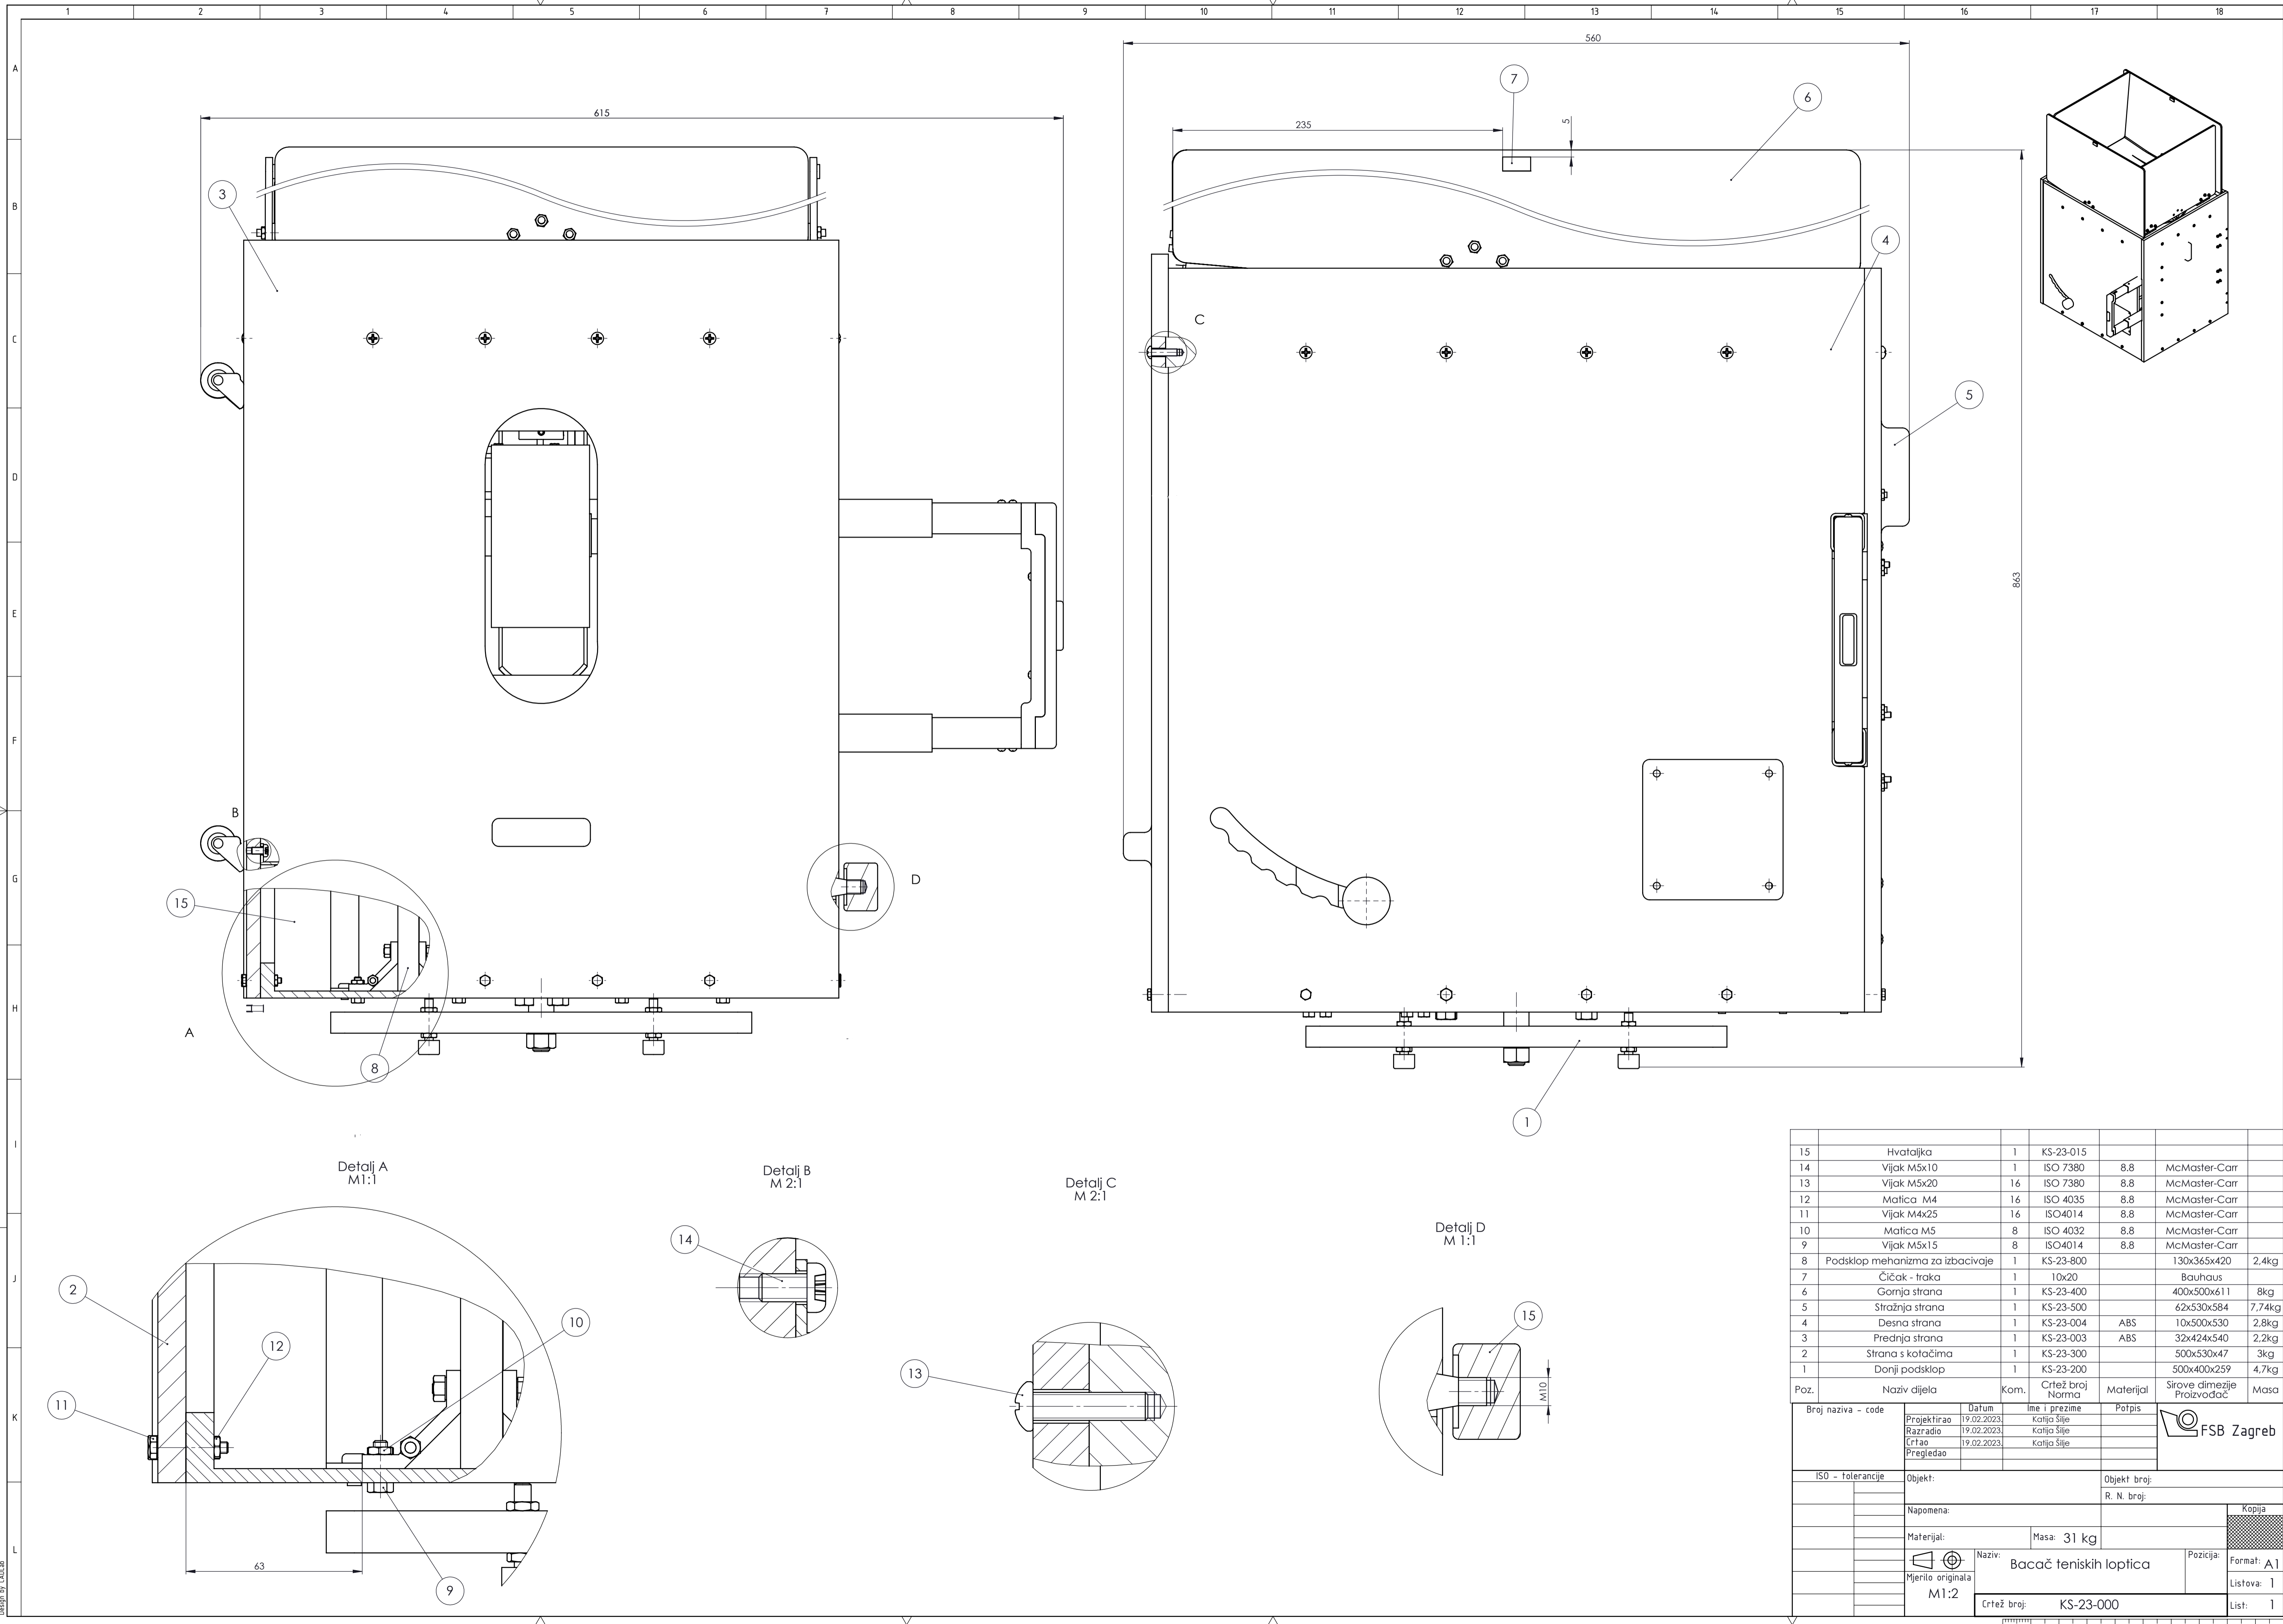 1 2 3 4 5 6 7 8 9 10 11 12 13 14 15 16 17 18
A
B
C
D
E
F
G
H
I
J
K
L
615
3
B
15
A
8
D
560
7
6
235
5
4
C
5
863
1
Detalj A
M1:1
2
12
10
11
63
9
Detalj B
M 2:1
14
Detalj C
M 2:1
13
Detalj D
M 1:1
15
M10
15 Hvataljka 1 KS-23-015
14 Vijak M5x10 1 ISO 7380 8.8 McMaster-Carr
13 Vijak M5x20 16 ISO 7380 8.8 McMaster-Carr
12 Matica M4 16 ISO 4035 8.8 McMaster-Carr
11 Vijak M4x25 16 ISO4014 8.8 McMaster-Carr
10 Matica M5 8 ISO 4032 8.8 McMaster-Carr
9 Vijak M5x15 8 ISO4014 8.8 McMaster-Carr
8 Podsklop mehanizma za izbacivaje 1 KS-23-800 130x365x420 2,4kg
7 Čičak - traka 1 10x20 Bauhaus
6 Gornja strana 1 KS-23-400 400x500x611 8kg
5 Stražnja strana 1 KS-23-500 62x530x584 7,74kg
4 Desna strana 1 KS-23-004 ABS 10x500x530 2,8kg
3 Prednja strana 1 KS-23-003 ABS 32x424x540 2,2kg
2 Strana s kotačima 1 KS-23-300 500x530x47 3kg
1 Donji podsklop 1 KS-23-200 500x400x259 4,7kg
Poz. Naziv dijela Kom. Crtež broj Norma Materijal Sirove dimezije Proizvođač Masa
Broj naziva - code Datum Ime i prezime Potpis
Projektirao 19.02.2023. Katija Šilje
Razradio 19.02.2023. Katija Šilje
Crtao 19.02.2023. Katija Šilje
Pregledao
FSB Zagreb
ISO - tolerancije
Objekt: Objekt broj:
R. N. broj:
Napomena: Kopija
Materijal: Masa: 31 kg
Naziv: Bacač teniskih loptica Pozicija: Format: A1
Mjerilo originala
M1:2
Listova: 1
Crtež broj: KS-23-000 List: 1
Design by CADLab